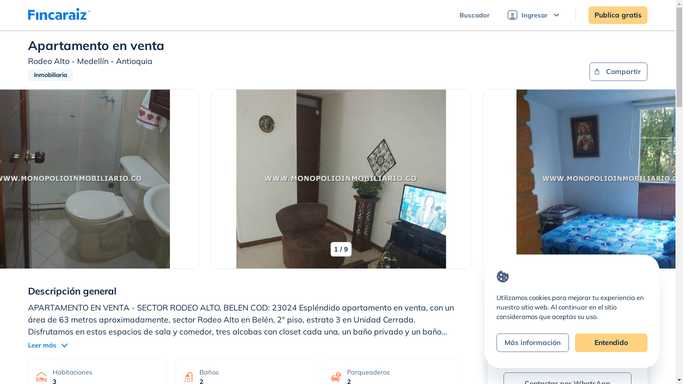 Fincaraiz
Buscador
Ingresar
Publica gratis
Apartamento en venta
Rodeo Alto - Medellín - Antioquia
Inmobiliaria
Compartir
WWW.MONOPOLIOINMOBILIARIO.CO
WWW.MONOPOLIOINMOBILIARIO.CO
WWW.MONOPOLIOINMOBILIARIO.CO
1 / 9
Descripción general
APARTAMENTO EN VENTA - SECTOR RODEO ALTO, BELEN COD: 23024 Espléndido apartamento en venta, con un
área de 63 metros aproximadamente, sector Rodeo Alto en Belén, 2° piso, estrato 3 en Unidad Cerrada.
Disfrutamos en estos espacios de sala y comedor, tres alcobas con closet cada una, un baño privado y un baño...
Leer más
Utilizamos cookies para mejorar tu experiencia en
nuestro sitio web. Al continuar en el sitio
consideramos que aceptas su uso.
Más información
Entendido
Habitaciones
3
Baños
2
Parqueaderos
2
Contactar por WhatsApp